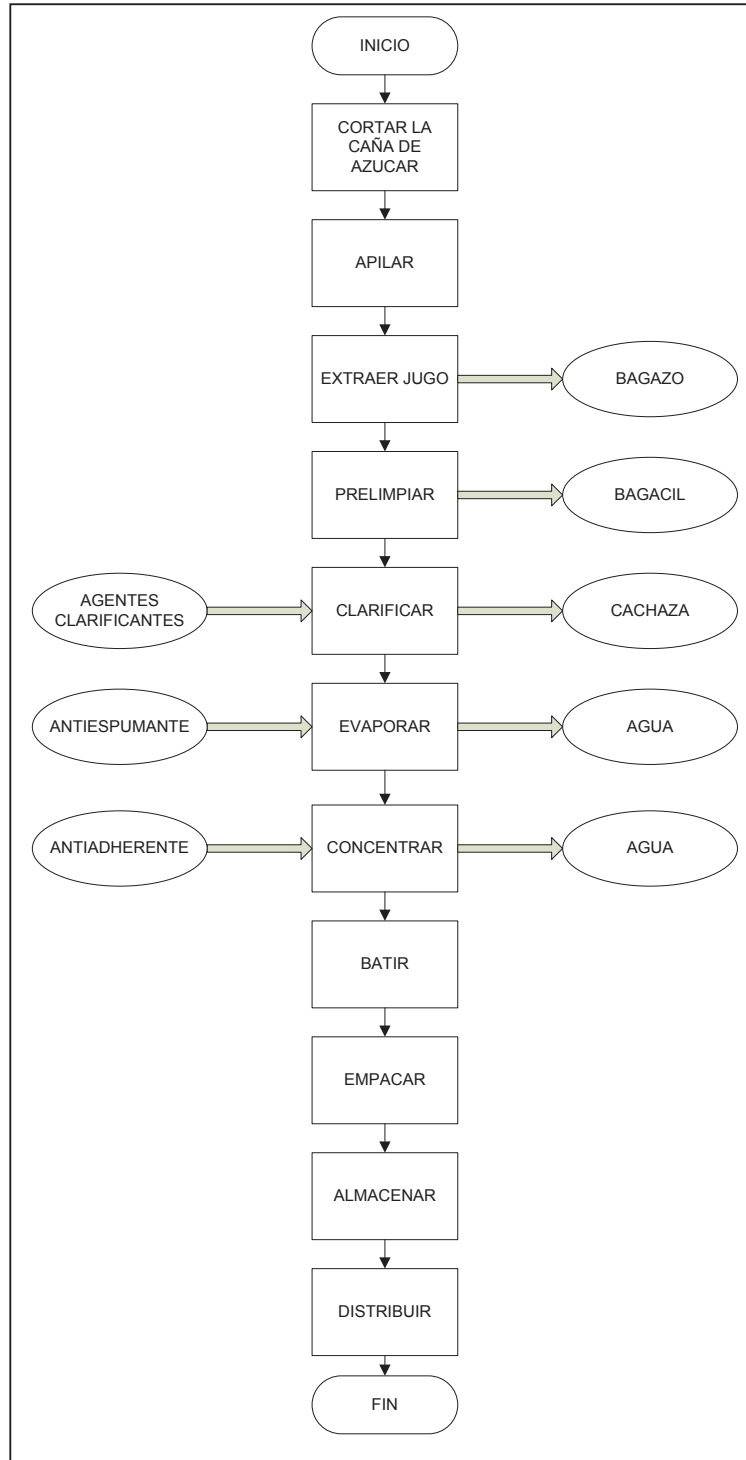 INICIO
CORTAR LA
CAÑA DE
AZUCAR
APILAR
EXTRAER JUGO
BAGAZO
PRELIMPIAR
BAGACIL
AGENTES
CLARIFICANTES
CLARIFICAR
CACHAZA
ANTIESPUMANTE
EVAPORAR
AGUA
ANTIADHERENTE
CONCENTRAR
AGUA
BATIR
EMPACAR
ALMACENAR
DISTRIBUIR
FIN